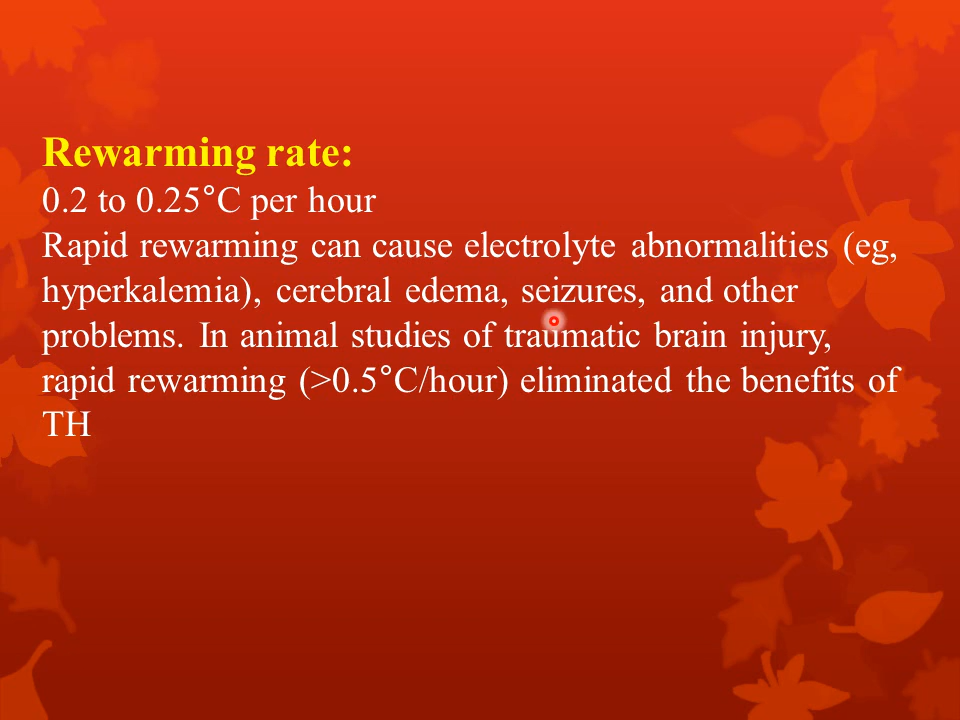 Rewarming rate:
0.2 to 0.25°C per hour
Rapid rewarming can cause electrolyte abnormalities (eg,
hyperkalemia), cerebral edema, seizures, and other
problems. In animal studies of traumatic brain injury,
rapid rewarming (>0.5°C/hour) eliminated the benefits of
TH